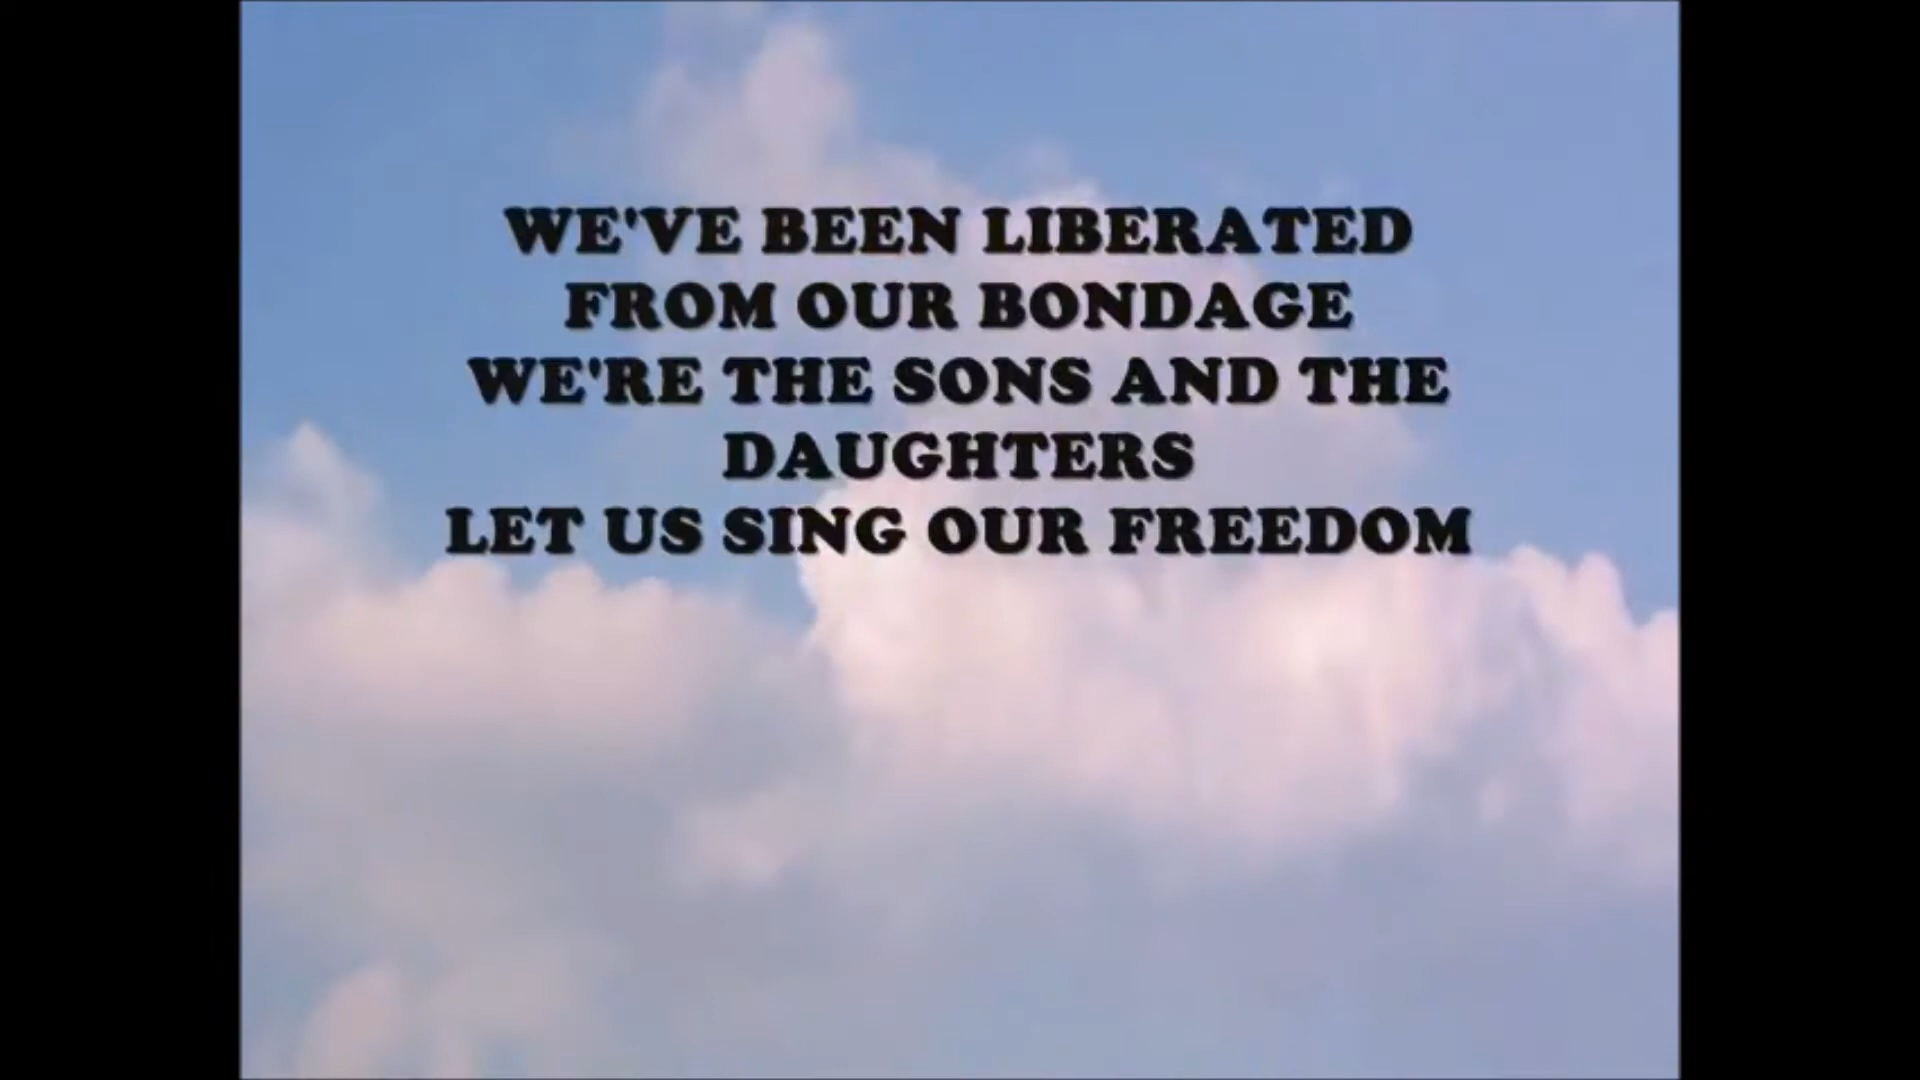 WE'VE BEEN LIBERATED
FROM OUR BONDAGE
WE'RE THE SONS AND THE
DAUGHTERS
LET US SING OUR FREEDOM